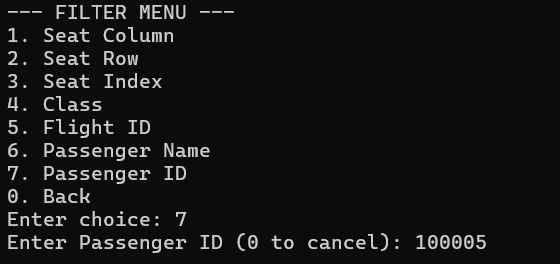 --- FILTER MENU ---
1. Seat Column
2. Seat Row
3. Seat Index
4. Class
5. Flight ID
6. Passenger Name
7. Passenger ID
0. Back
Enter choice: 7
Enter Passenger ID (0 to cancel): 100005